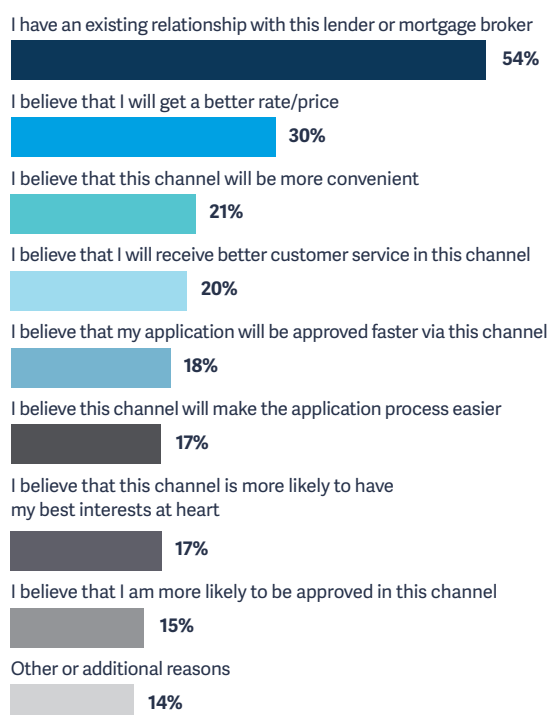 I have an existing relationship with this lender or mortgage broker
54%
I believe that I will get a better rate/price
30%
I believe that this channel will be more convenient
21%
I believe that I will receive better customer service in this channel
20%
I believe that my application will be approved faster via this channel
18%
I believe this channel will make the application process easier
17%
I believe that this channel is more likely to have
my best interests at heart
17%
I believe that I am more likely to be approved in this channel
15%
Other or additional reasons
14%